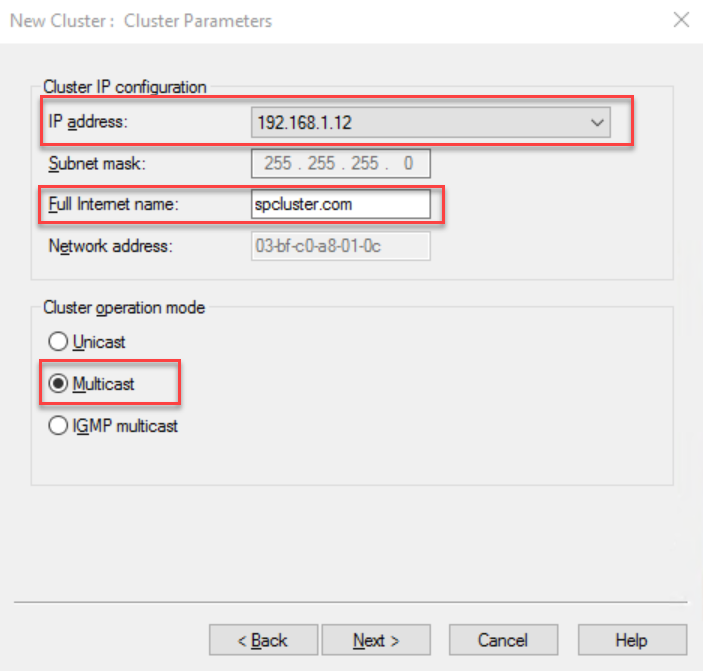 New Cluster :  Cluster Parameters
Cluster IP configuration
IP address: 192.168.1.12
Subnet mask: 255 . 255 . 255 . 0
Full Internet name: spcluster.com
Network address: 03-bf-c0-a8-01-0c
Cluster operation mode
Unicast
Multicast
IGMP multicast
< Back Next > Cancel Help